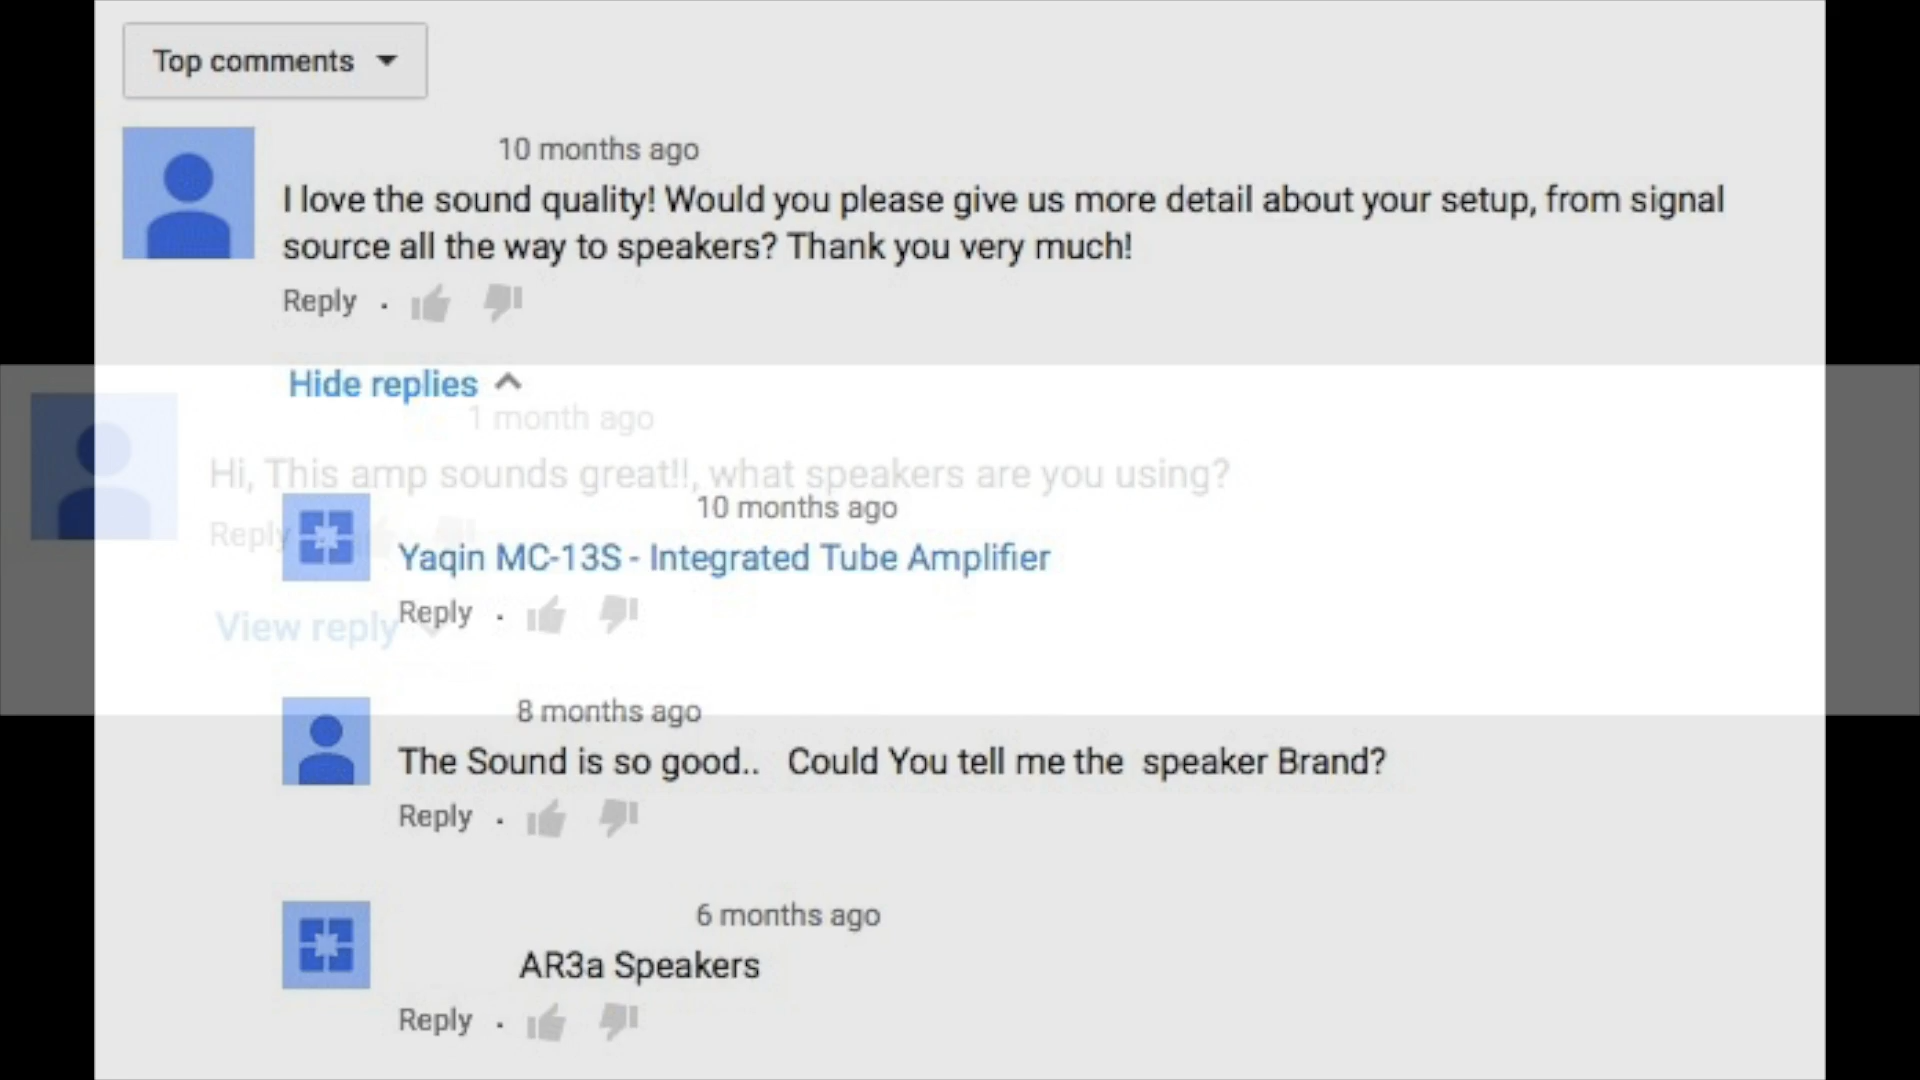 Top comments
10 months ago
I love the sound quality! Would you please give us more detail about your setup, from signal
source all the way to speakers? Thank you very much!
Reply .
Hide replies
1 month ago
Hi, This amp sounds great!!, what speakers are you using?
10 months ago
Reply
Yaqin MC-13S - Integrated Tube Amplifier
Reply .
View reply
8 months ago
The Sound is so good.. Could You tell me the speaker Brand?
Reply .
6 months ago
AR3a Speakers
Reply .